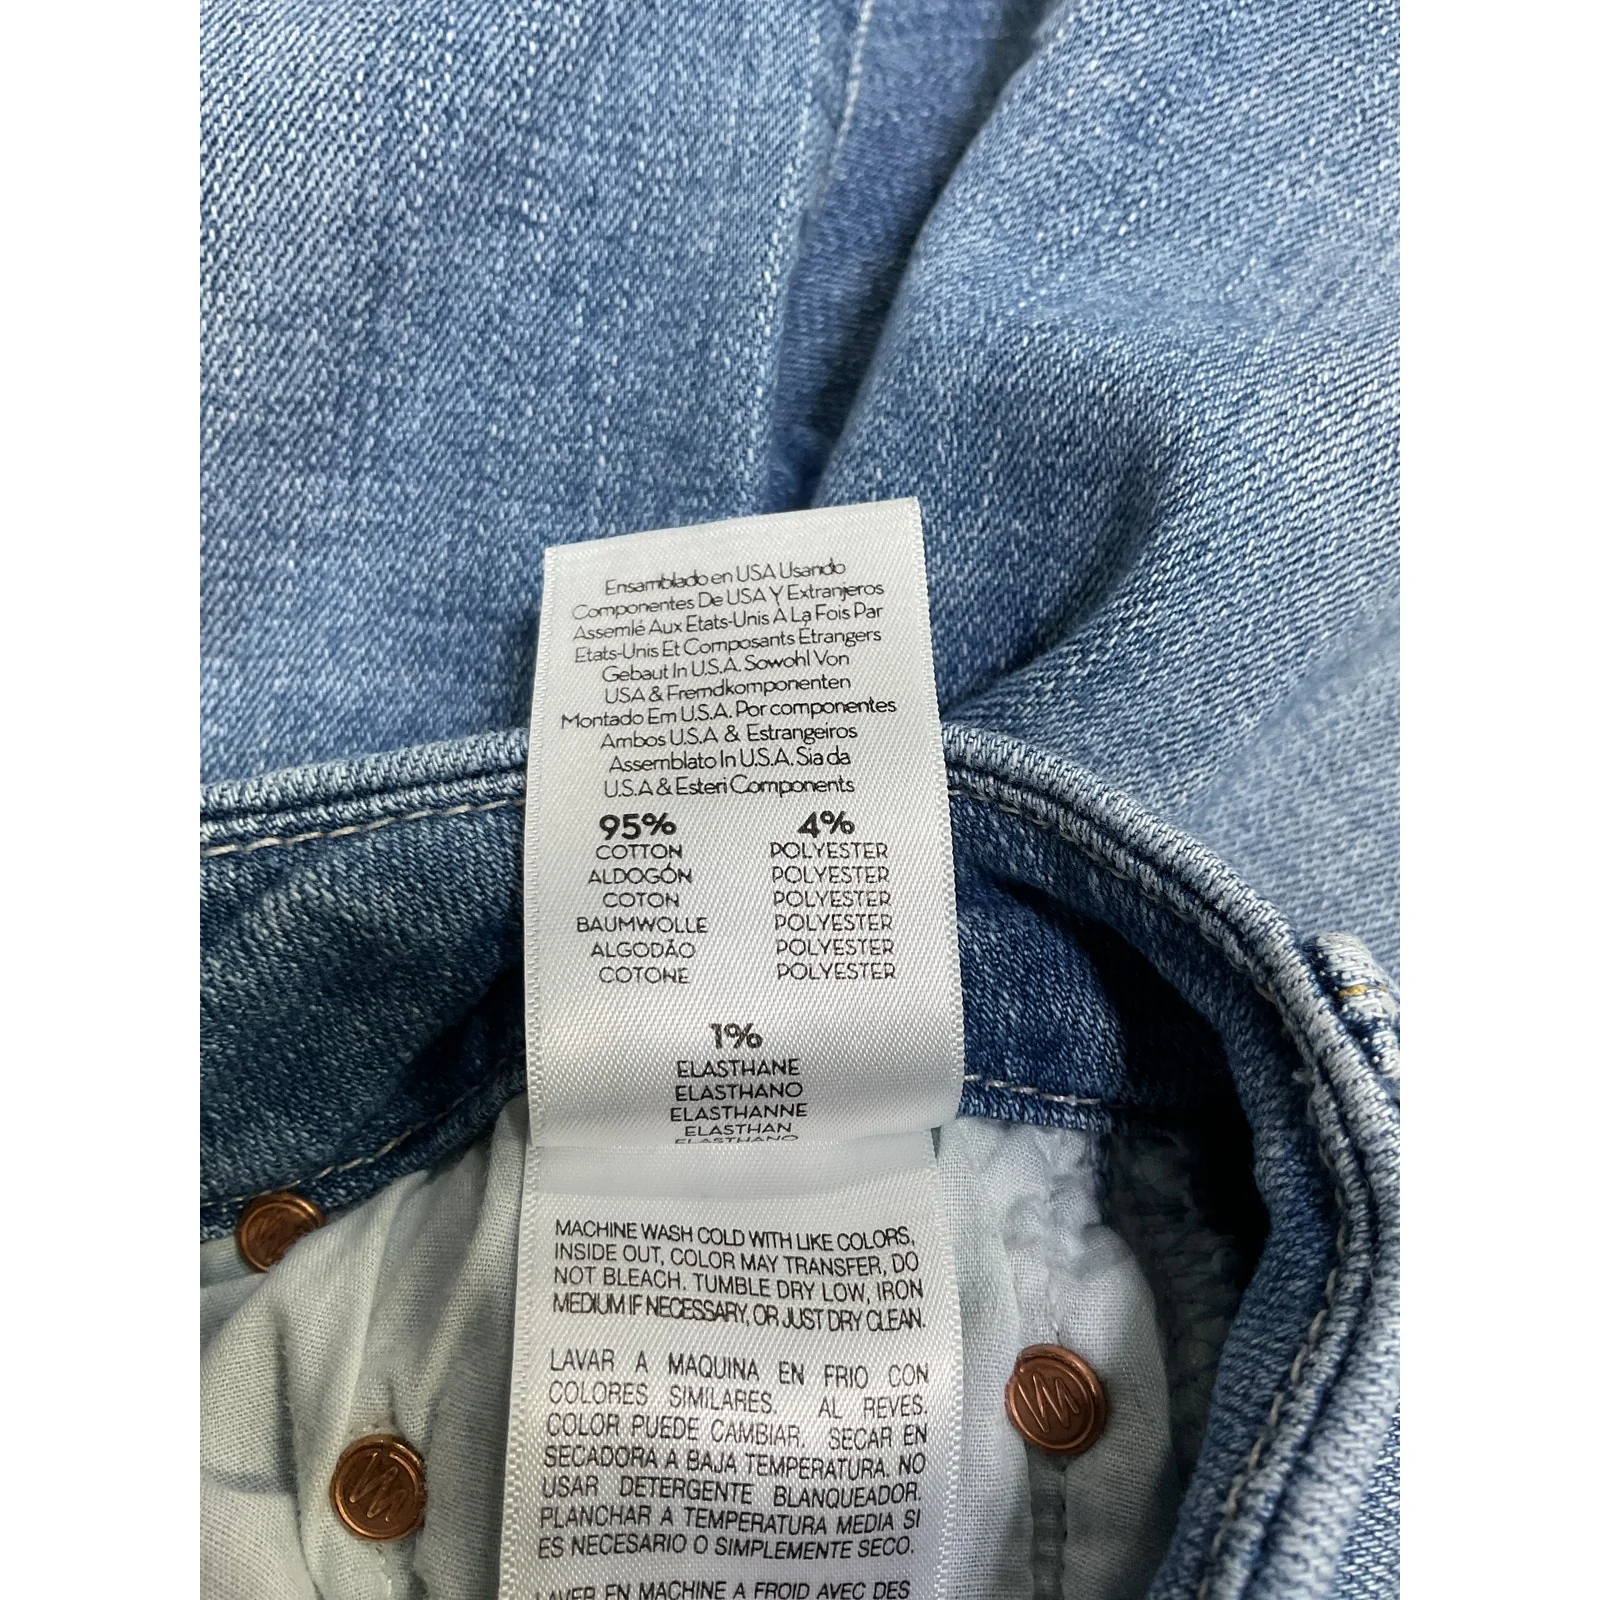 Ensamblado en USA Usando
Componentes De USA Y Extranjeros
Assemlé Aux Etats-Unis À La Fois Par
Etats-Unis Et Composants Étrangers
Gebaut In U.S.A. Sowohl Von
USA & Fremdkomponenten
Montado Em U.S.A. Por componentes
Ambos U.S.A & Estrangeiros
Assemblato In U.S.A. Sia da
U.S.A & Esteri Components
95% 4%
COTTON POLYESTER
ALDOGÓN POLYESTER
COTON POLYESTER
BAUMWOLLE POLYESTER
ALGODÃO POLYESTER
COTONE POLYESTER
1%
ELASTHANE
ELASTHANO
ELASTHANNE
ELASTHAN
ELASTHANO
MACHINE WASH COLD WITH LIKE COLORS,
INSIDE OUT, COLOR MAY TRANSFER, DO
NOT BLEACH. TUMBLE DRY LOW, IRON
MEDIUM IF NECESSARY, OR JUST DRY CLEAN.
LAVAR A MAQUINA EN FRIO CON
COLORES SIMILARES. AL REVES.
COLOR PUEDE CAMBIAR. SECAR EN
SECADORA A BAJA TEMPERATURA. NO
USAR DETERGENTE BLANQUEADOR.
PLANCHAR A TEMPERATURA MEDIA SI
ES NECESARIO O SIMPLEMENTE SECO.
LAVER EN MACHINE A FROID AVEC DES